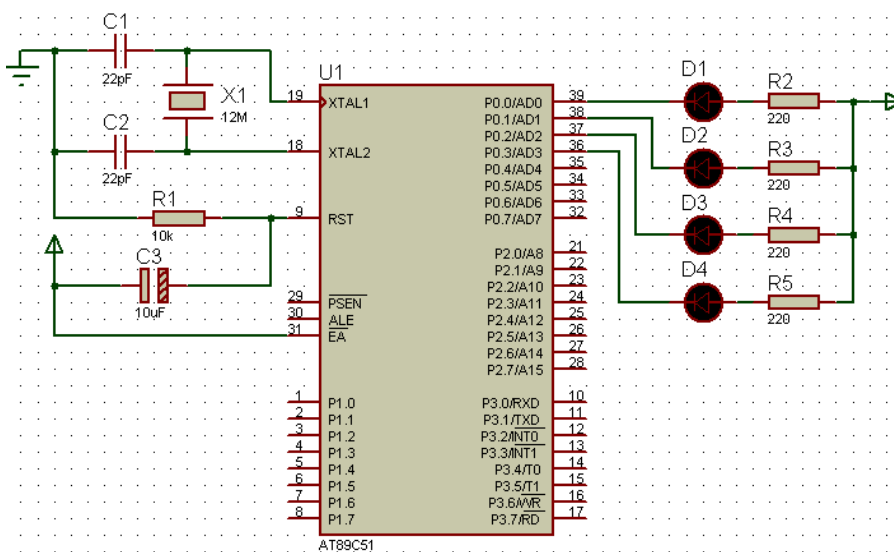 C1
22pF
X1
12M
C2
22pF
R1
10k
C3
10uF
U1
19 XTAL1
18 XTAL2
9 RST
29 PSEN
30 ALE
31 EA
1 P1.0
2 P1.1
3 P1.2
4 P1.3
5 P1.4
6 P1.5
7 P1.6
8 P1.7
P0.0/AD0 39
P0.1/AD1 38
P0.2/AD2 37
P0.3/AD3 36
P0.4/AD4 35
P0.5/AD5 34
P0.6/AD6 33
P0.7/AD7 32
P2.0/A8 21
P2.1/A9 22
P2.2/A10 23
P2.3/A11 24
P2.4/A12 25
P2.5/A13 26
P2.6/A14 27
P2.7/A15 28
P3.0/RXD 10
P3.1/TXD 11
P3.2/INT0 12
P3.3/INT1 13
P3.4/T0 14
P3.5/T1 15
P3.6/WR 16
P3.7/RD 17
AT89C51
D1
R2
220
D2
R3
220
D3
R4
220
D4
R5
220